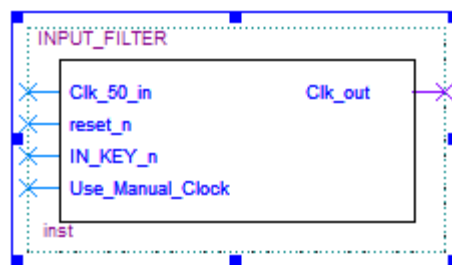 INPUT_FILTER
Clk_50_in Clk_out
reset_n
IN_KEY_n
Use_Manual_Clock
inst